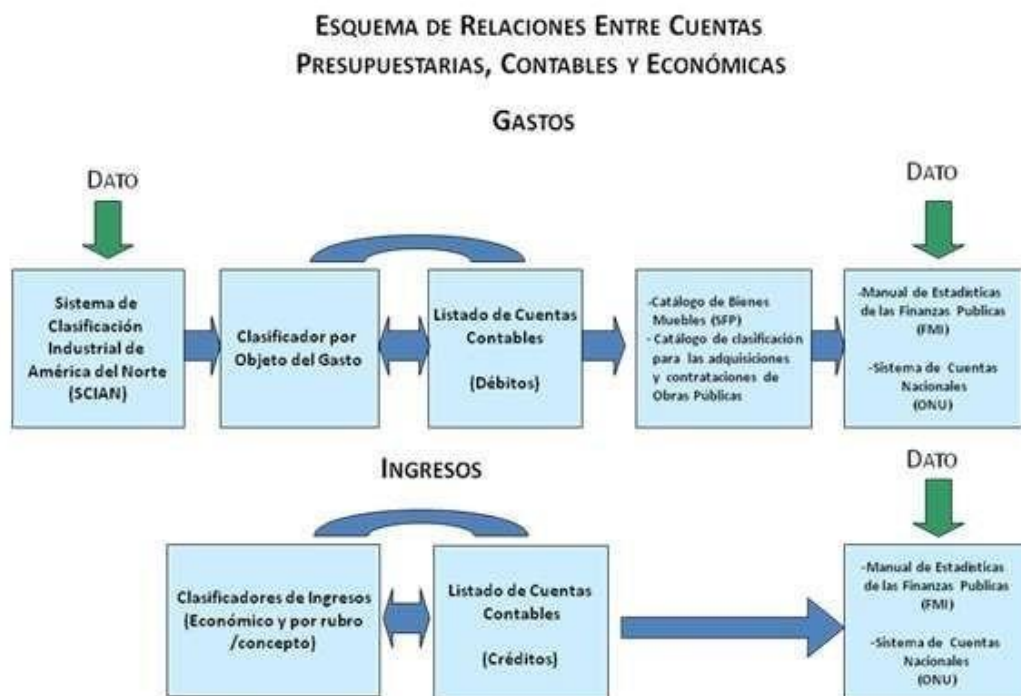 ESQUEMA DE RELACIONES ENTRE CUENTAS
PRESUPUESTARIAS, CONTABLES Y ECONÓMICAS
GASTOS
DATO
DATO
Sistema de
Clasificación
Industrial de
América del Norte
(SCIAN)
Clasificador por
Objeto del Gasto
Listado de Cuentas
Contables
(Débitos)
-Catálogo de Bienes
Muebles (SFP)
- Catálogo de clasificación
para las adquisiciones
y contrataciones de
Obras Públicas
-Manual de Estadísticas
de las Finanzas Publicas
(FMI)
-Sistema de Cuentas
Nacionales
(ONU)
INGRESOS
DATO
Clasificadores de Ingresos
(Económico y por rubro
/concepto)
Listado de Cuentas
Contables
(Créditos)
-Manual de Estadísticas
de las Finanzas Publicas
(FMI)
-Sistema de Cuentas
Nacionales
(ONU)